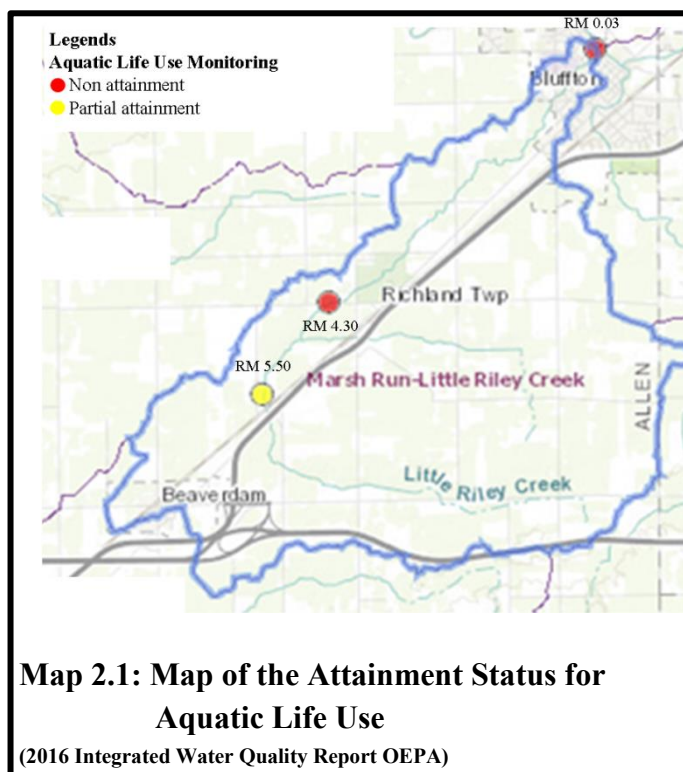 RM 0.03
Legends
Aquatic Life Use Monitoring
Non attainment
Partial attainment
Bluffton
Richland Twp
RM 4.30
RM 5.50
Marsh Run-Little Riley Creek
ALLEN
Little Riley Creek
Beaverdam
Map 2.1: Map of the Attainment Status for
Aquatic Life Use
(2016 Integrated Water Quality Report OEPA)